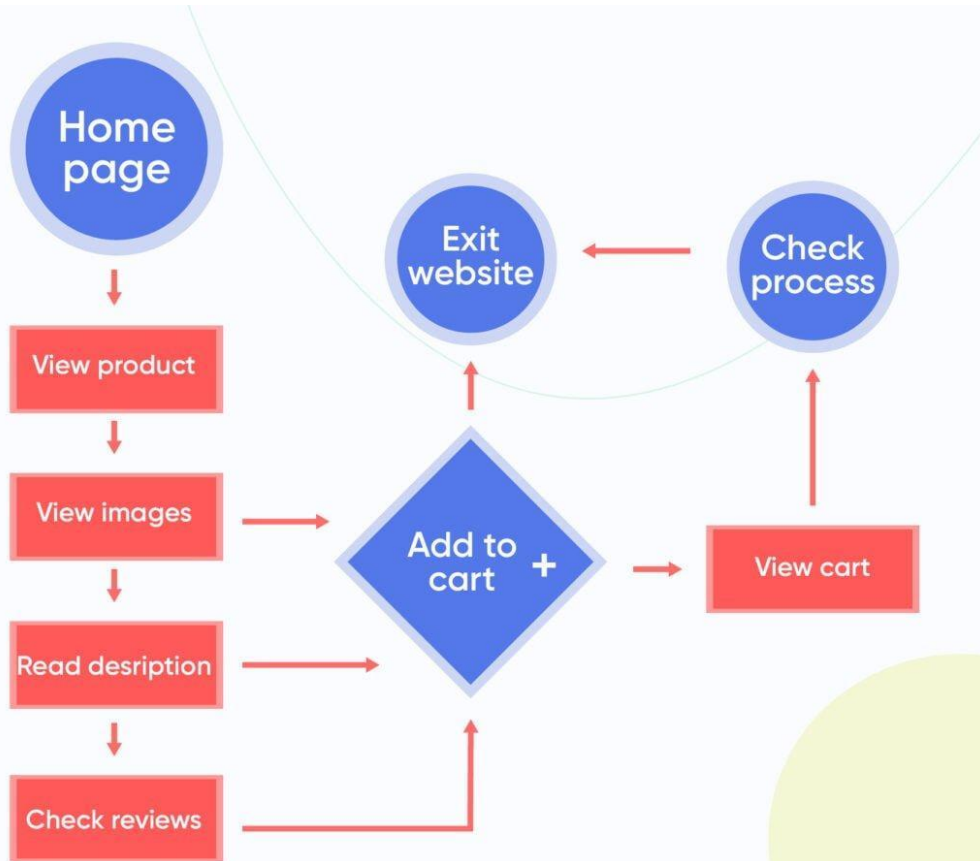 Home
page
View product
View images
Read desription
Check reviews
Add to
cart +
Exit
website
View cart
Check
process